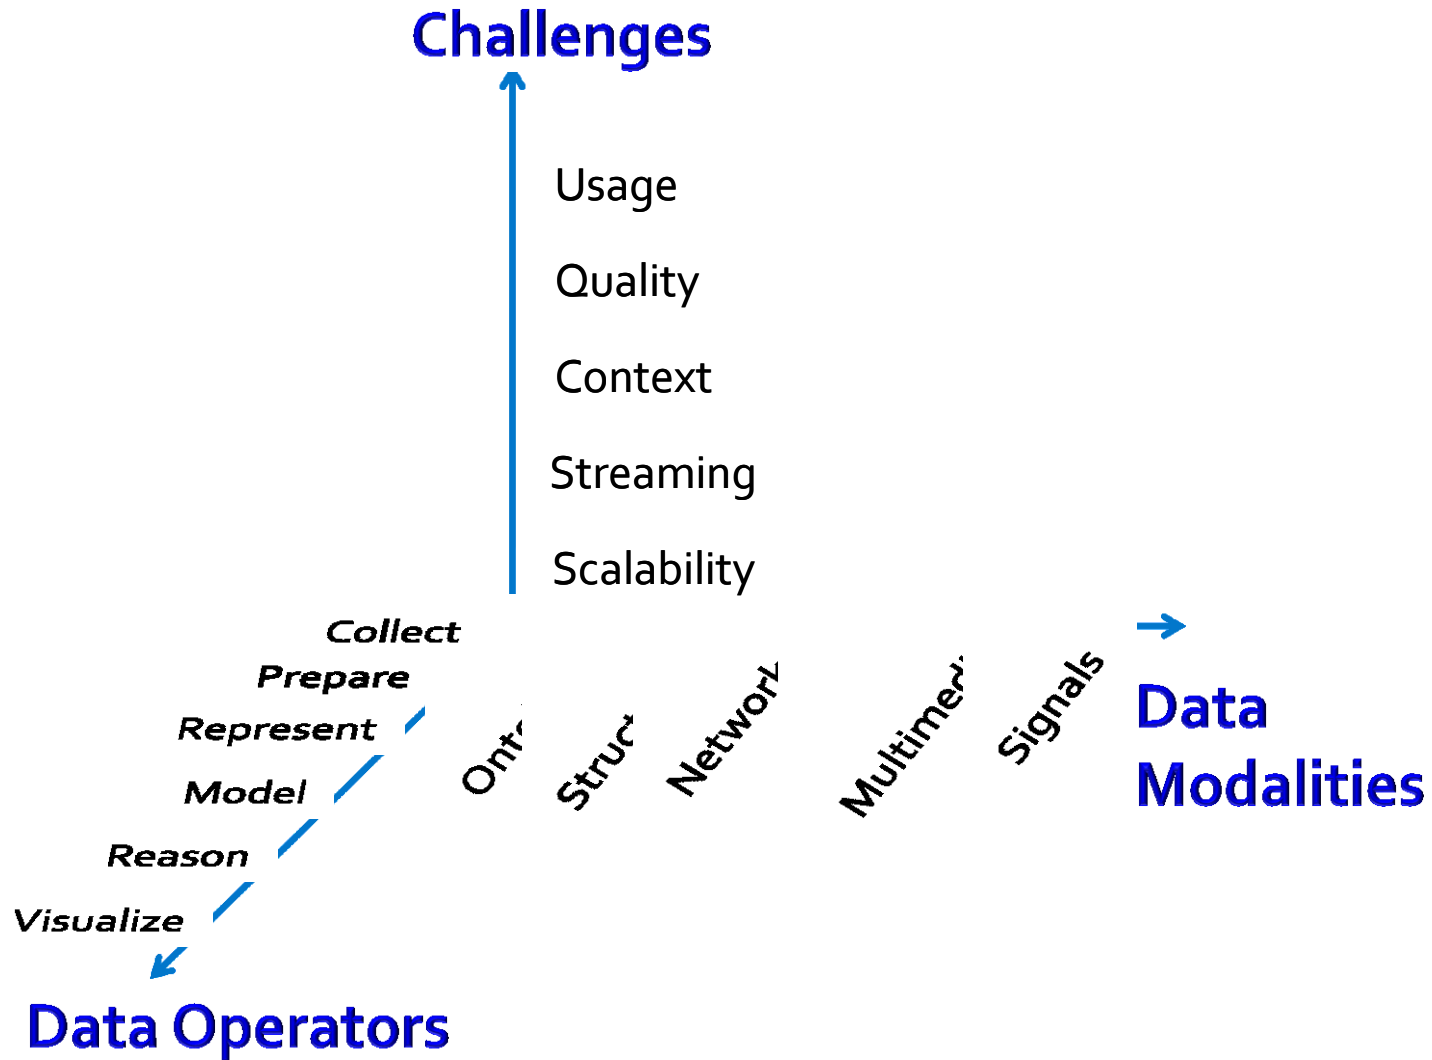 Challenges
Usage
Quality
Context
Streaming
Scalability
Collect
Prepare
Represent
Model
Reason
Visualize
Data Operators
Signals
Data
Modalities